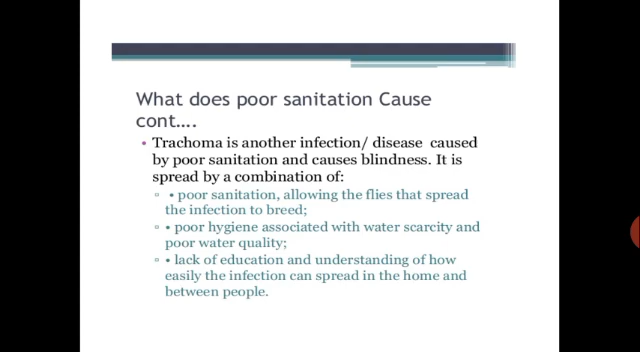 What does poor sanitation Cause
cont….
• Trachoma is another infection/ disease  caused
by poor sanitation and causes blindness. It is
spread by a combination of:
▫ • poor sanitation, allowing the flies that spread
the infection to breed;
▫ • poor hygiene associated with water scarcity and
poor water quality;
▫ • lack of education and understanding of how
easily the infection can spread in the home and
between people.